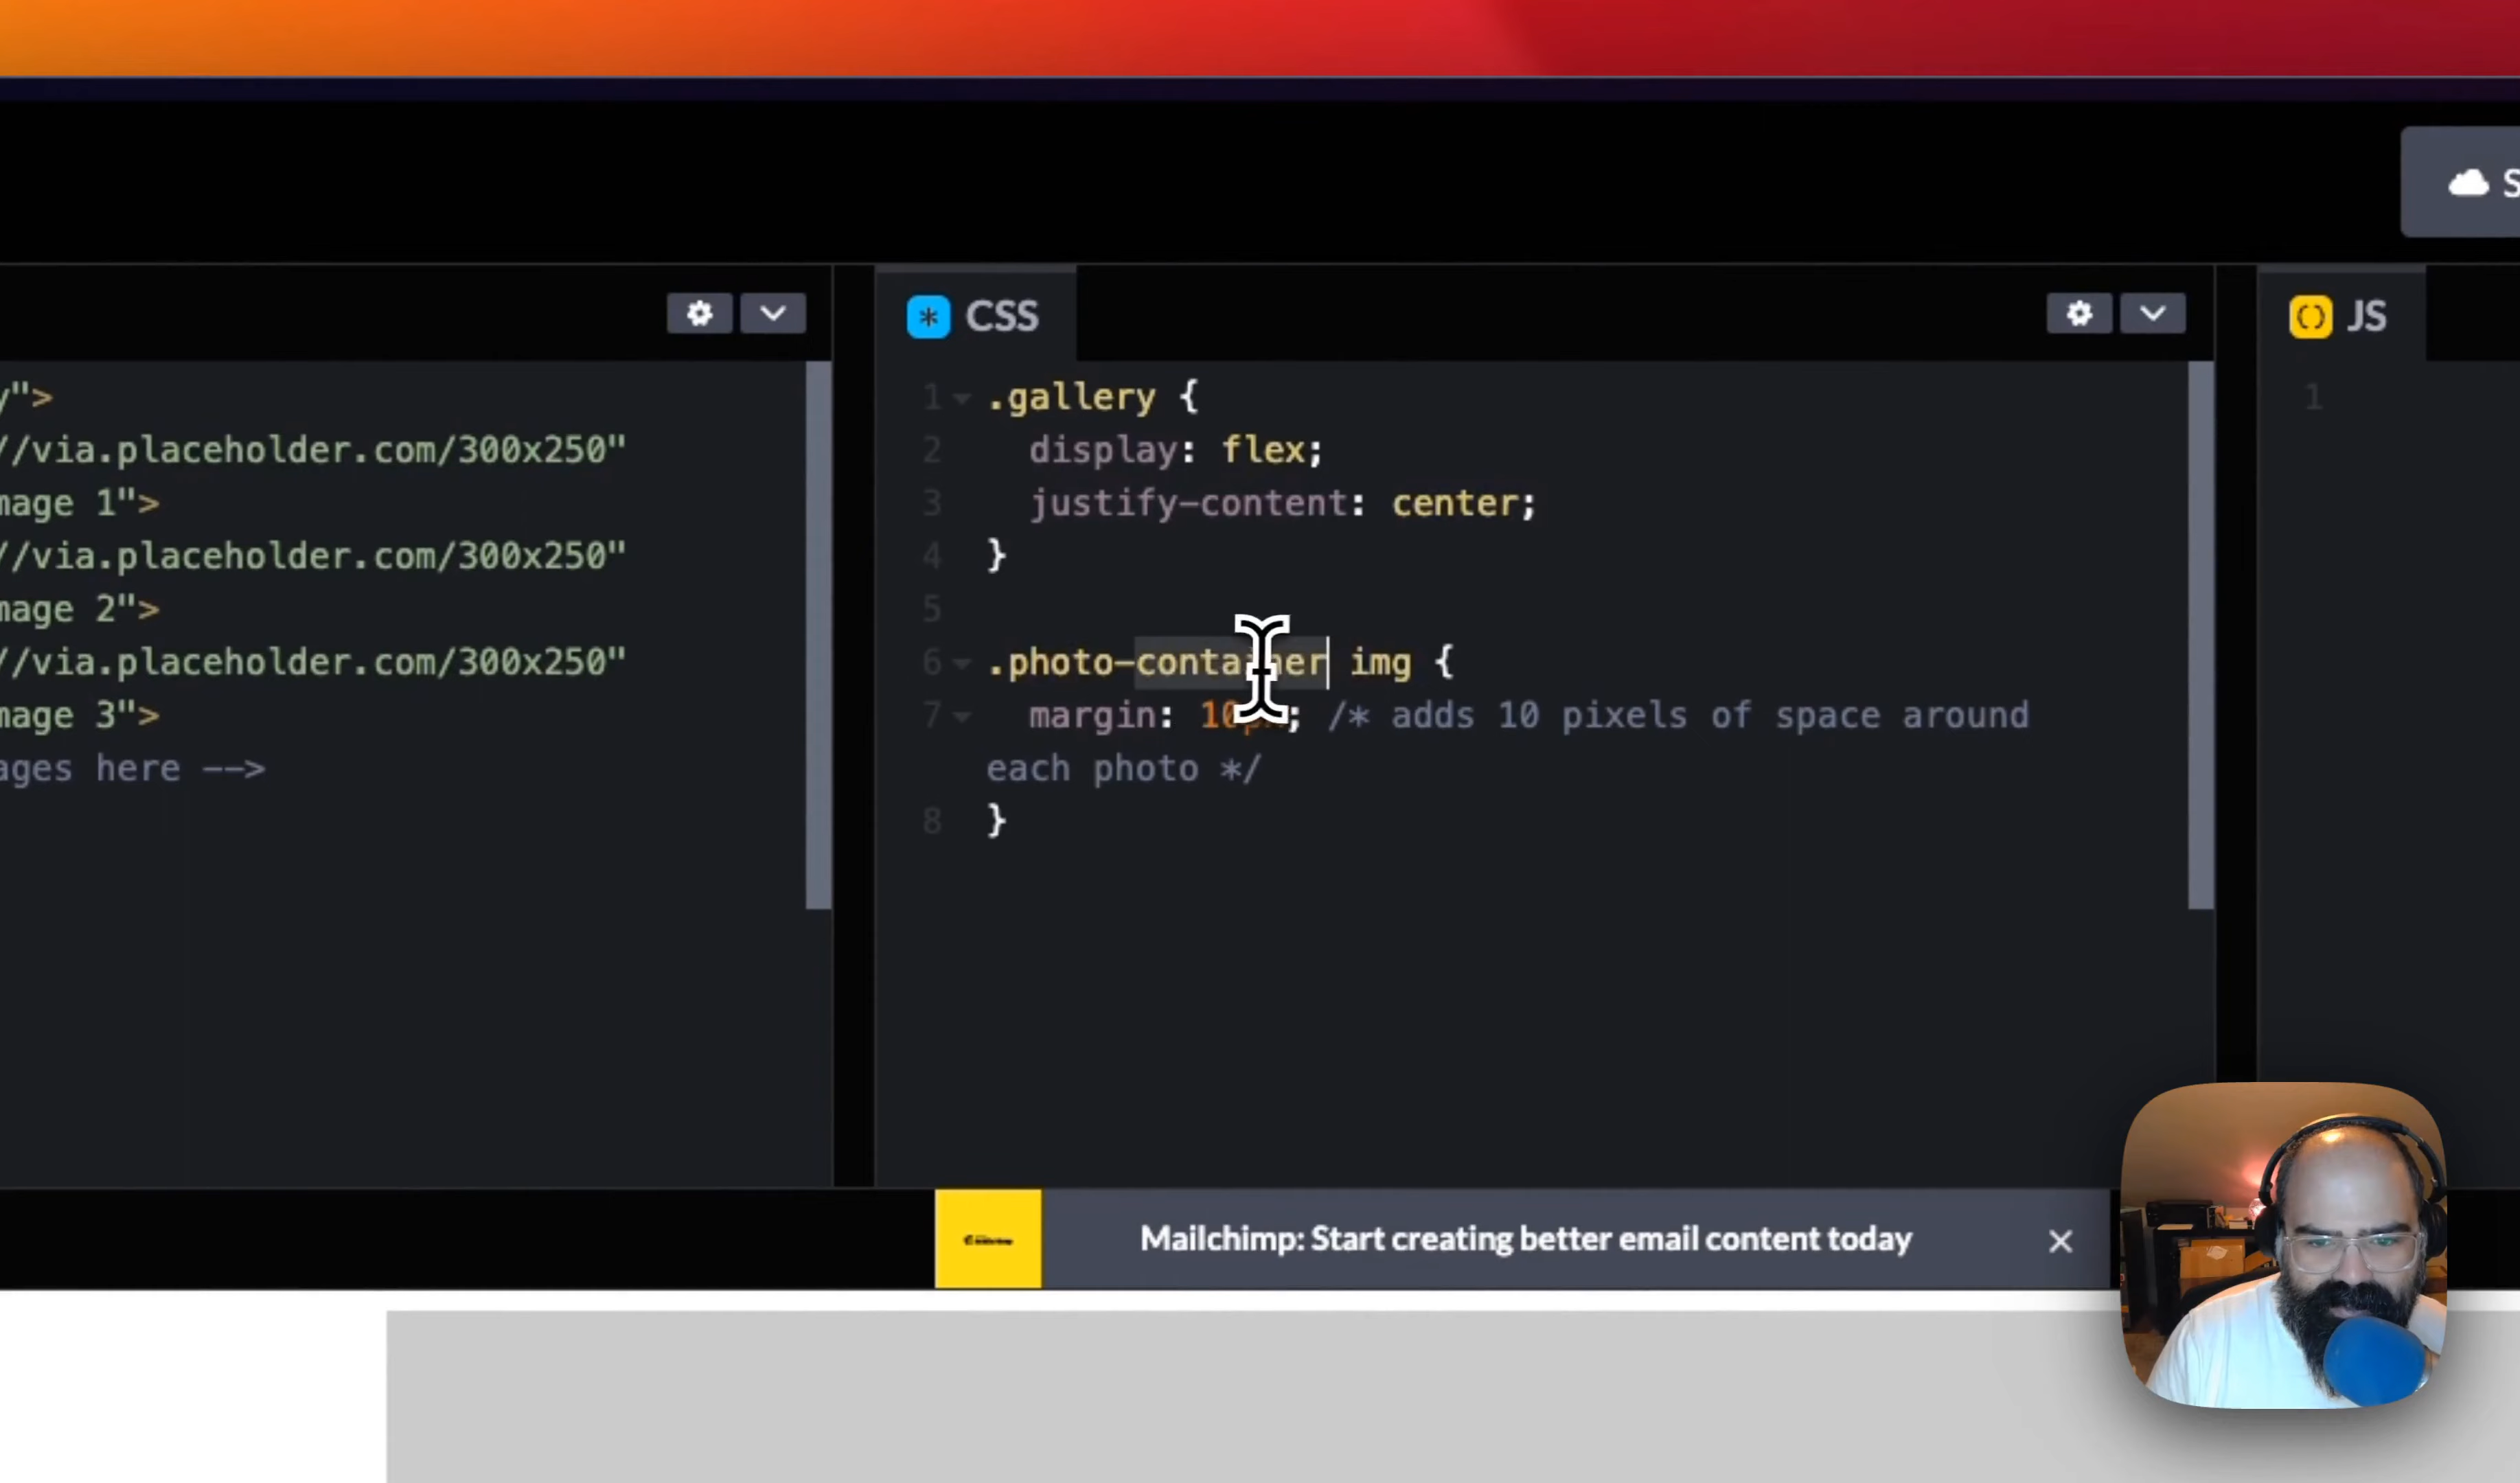 S
CSS
JS
y">
//via.placeholder.com/300x250"
mage 1">
//via.placeholder.com/300x250"
mage 2">
//via.placeholder.com/300x250"
mage 3">
ages here -->
1 .gallery {
2 display: flex;
3 justify-content: center;
4 }
5
6 .photo-container img {
7 margin: 10px; /* adds 10 pixels of space around
each photo */
8 }
1
Mailchimp: Start creating better email content today